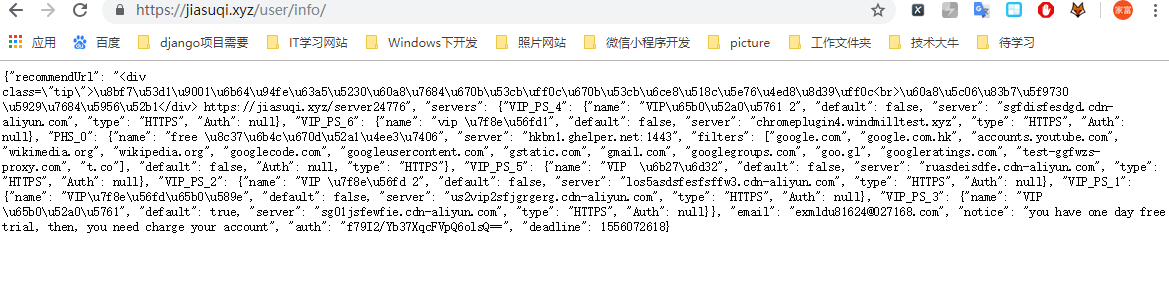 https://jiasuqi.xyz/user/info/
家富
应用 百度 django项目需要 IT学习网站 Windows下开发 照片网站 微信小程序开发 picture 工作文件夹 技术大牛 待学习
{"recommendUrl": "<div
class=\"tip\">\u8bf7\u53d1\u9001\u6b64\u94fe\u63a5\u5230\u60a8\u7684\u670b\u53cb\uff0c\u670b\u53cb\u6ce8\u518c\u5e76\u4ed8\u8d39\uff0c<br>\u60a8\u5c06\u83b7\u5f9730
\u5929\u7684\u5956\u52b1</div> https://jiasuqi.xyz/server24776", "servers": {"VIP_PS_4": {"name": "VIP\u65b0\u52a0\u5761 2", "default": false, "server": "sgfdisfesdgd.cdn-
aliyun.com", "type": "HTTPS", "Auth": null}, "VIP_PS_6": {"name": "vip \u7f8e\u56fd1", "default": false, "server": "chromeplugin4.windmilltest.xyz", "type": "HTTPS", "Auth":
null}, "PHS_0": {"name": "free \u8c37\u6b4c\u670d\u52a1\u4ee3\u7406", "server": "hkbn1.ghelper.net:1443", "filters": ["google.com", "google.com.hk", "accounts.youtube.com",
"wikimedia.org", "wikipedia.org", "googlecode.com", "googleusercontent.com", "gstatic.com", "gmail.com", "googlegroups.com", "goo.gl", "googleratings.com", "test-ggfwzs-
proxy.com", "t.co"], "default": false, "Auth": null, "type": "HTTPS"}, "VIP_PS_5": {"name": "VIP  \u6b27\u6d32", "default": false, "server": "ruasdeisdfe.cdn-aliyun.com", "type":
"HTTPS", "Auth": null}, "VIP_PS_2": {"name": "VIP \u7f8e\u56fd 2", "default": false, "server": "los5asdsfesfsffw3.cdn-aliyun.com", "type": "HTTPS", "Auth": null}, "VIP_PS_1":
{"name": "VIP\u7f8e\u56fd\u65b0\u589e", "default": false, "server": "us2vip2sfjgrgerg.cdn-aliyun.com", "type": "HTTPS", "Auth": null}, "VIP_PS_3": {"name": "VIP
\u65b0\u52a0\u5761", "default": true, "server": "sg01jsfewfie.cdn-aliyun.com", "type": "HTTPS", "Auth": null}}, "email": "exmldu81624@027168.com", "notice": "you have one day free
trial, then, you need charge your account", "auth": "f79I2/Yb37XqcFVpQ6olsQ==", "deadline": 1556072618}